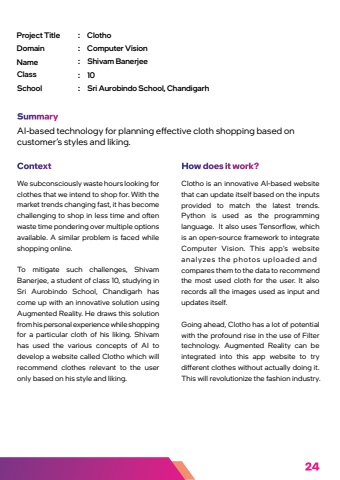 Project Title : Clotho
Domain : Computer Vision
Name : Shivam Banerjee
Class : 10
School : Sri Aurobindo School, Chandigarh
Summary
AI-based technology for planning effective cloth shopping based on
customer's styles and liking.
Context
We subconsciously waste hours looking for
clothes that we intend to shop for. With the
market trends changing fast, it has become
challenging to shop in less time and often
waste time pondering over multiple options
available. A similar problem is faced while
shopping online.
To mitigate such challenges, Shivam
Banerjee, a student of class 10, studying in
Sri Aurobindo School, Chandigarh has
come up with an innovative solution using
Augmented Reality. He draws this solution
from his personal experience while shopping
for a particular cloth of his liking. Shivam
has used the various concepts of AI to
develop a website called Clotho which will
recommend clothes relevant to the user
only based on his style and liking.
How does it work?
Clotho is an innovative AI-based website
that can update itself based on the inputs
provided to match the latest trends.
Python is used as the programming
language. It also uses Tensorflow, which
is an open-source framework to integrate
Computer Vision. This app's website
analyzes the photos uploaded and
compares them to the data to recommend
the most used cloth for the user. It also
records all the images used as input and
updates itself.
Going ahead, Clotho has a lot of potential
with the profound rise in the use of Filter
technology. Augmented Reality can be
integrated into this app website to try
different clothes without actually doing it.
This will revolutionize the fashion industry.
24